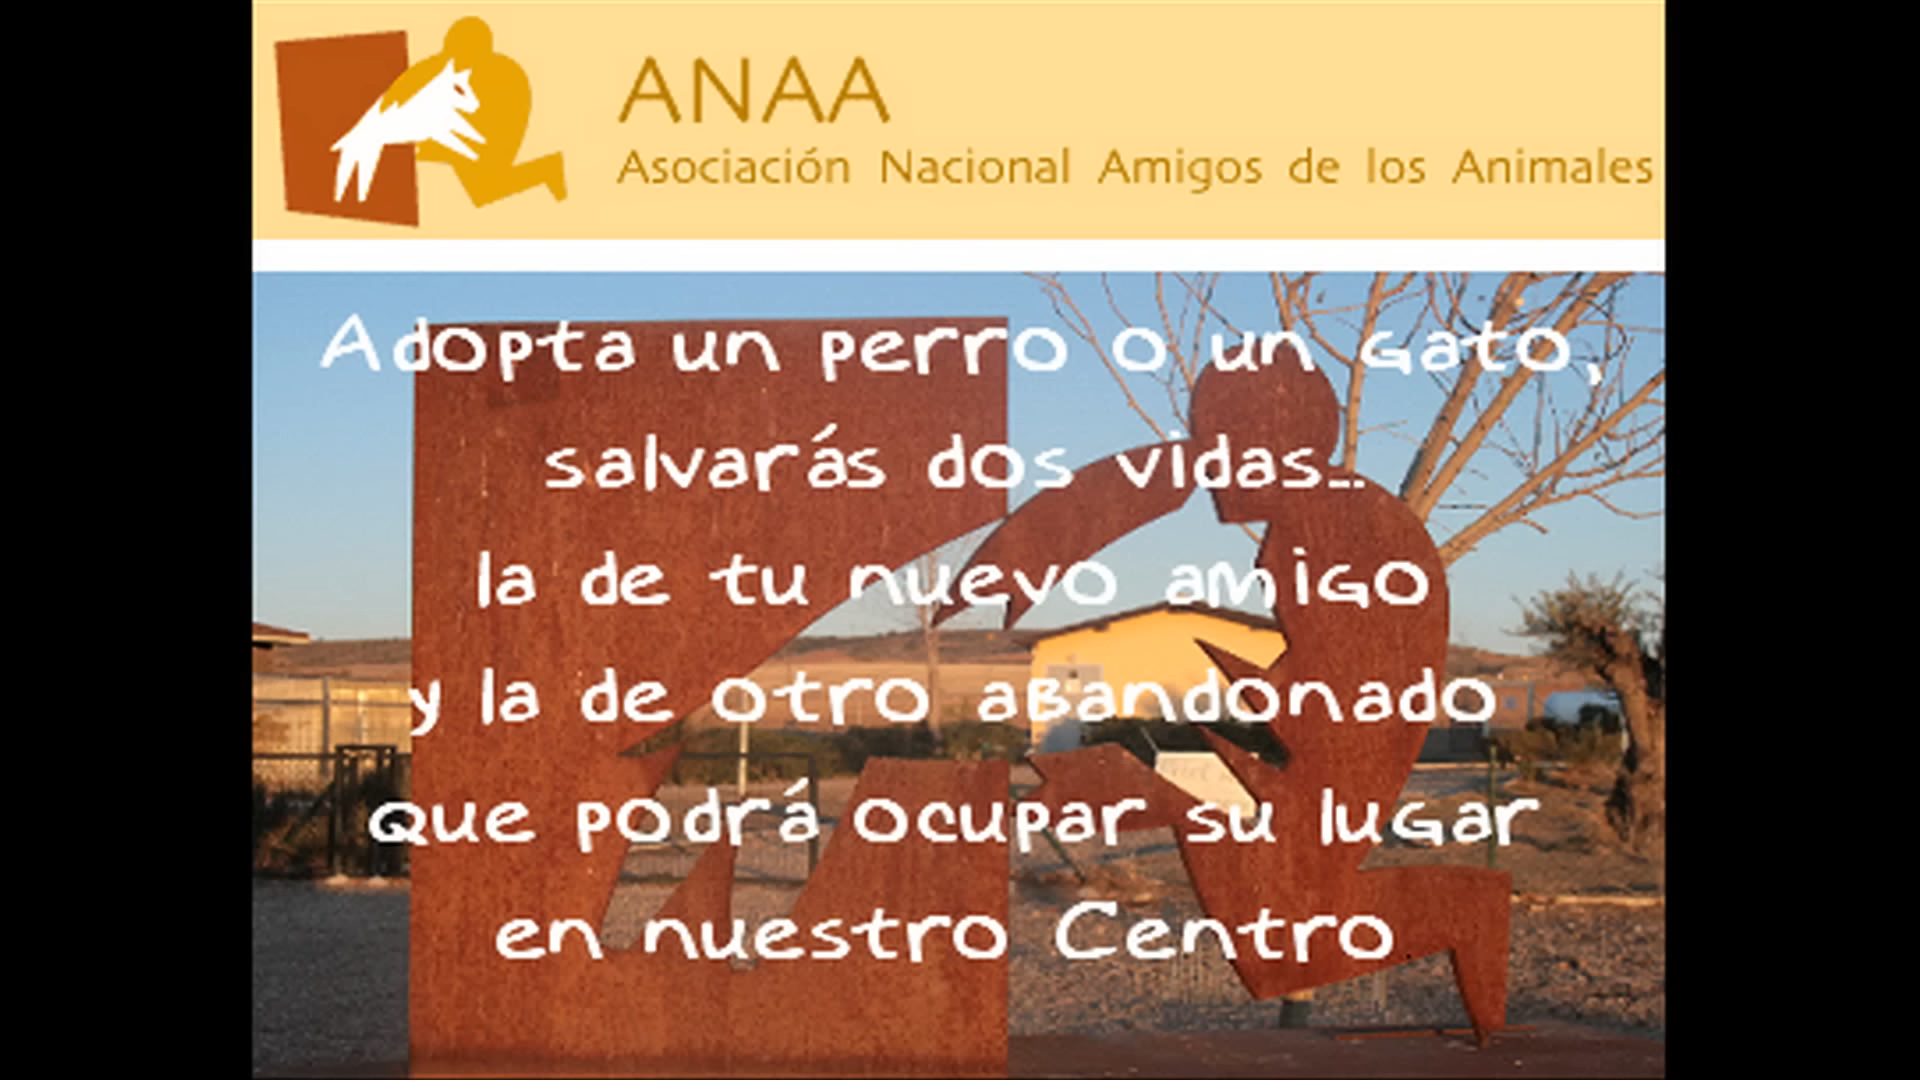 ANAA
Asociación Nacional Amigos de los Animales
Adopta un perro o un gato,
salvarás dos vidas...
la de tu nuevo amigo
y la de otro abandonado
que podrá ocupar su lugar
en nuestro Centro